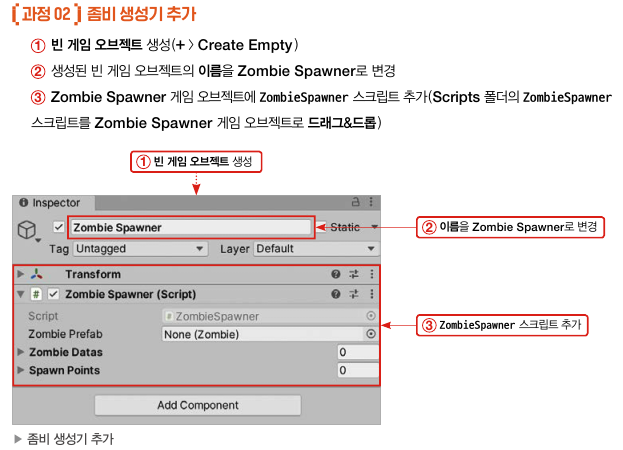 [과정 02] 좀비 생성기 추가
① 빈 게임 오브젝트 생성(+ > Create Empty)
② 생성된 빈 게임 오브젝트의 이름을 Zombie Spawner로 변경
③ Zombie Spawner 게임 오브젝트에 ZombieSpawner 스크립트 추가(Scripts 폴더의 ZombieSpawner
스크립트를 Zombie Spawner 게임 오브젝트로 드래그&드롭)
① 빈 게임 오브젝트 생성
Inspector
Zombie Spawner
Static
② 이름을 Zombie Spawner로 변경
Tag Untagged Layer Default
Transform
# Zombie Spawner (Script)
Script # ZombieSpawner
③ ZombieSpawner 스크립트 추가
Zombie Prefab None (Zombie)
Zombie Datas 0
Spawn Points 0
Add Component
▶ 좀비 생성기 추가